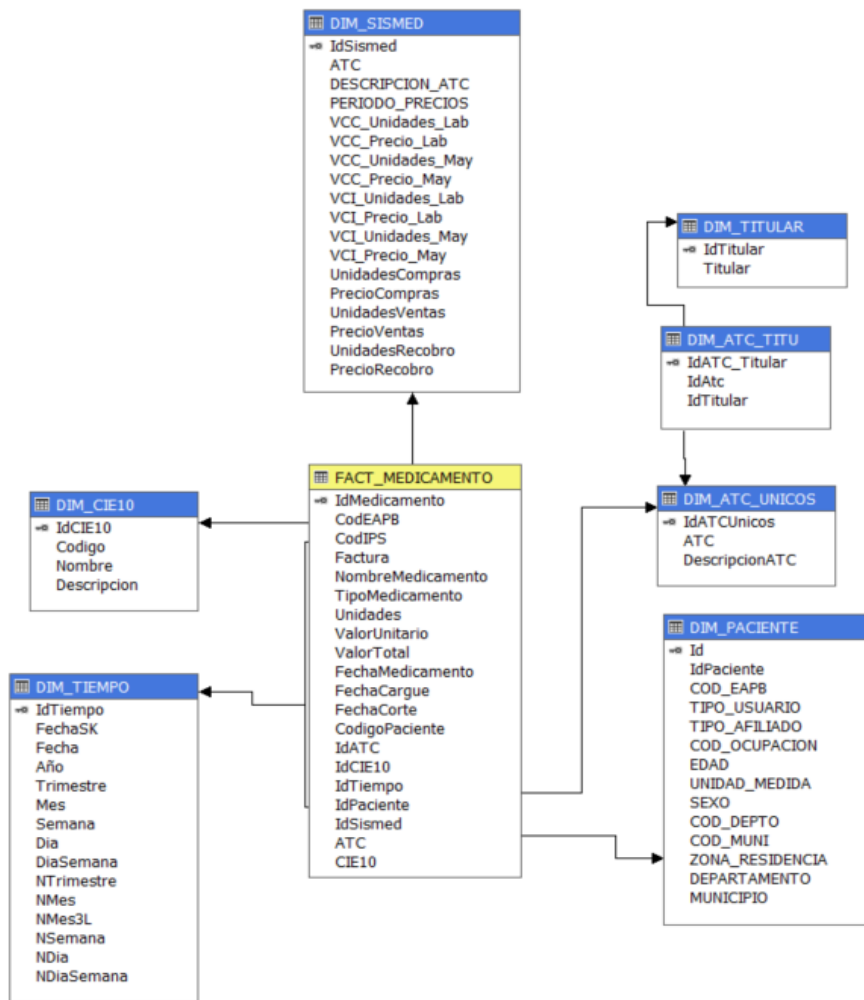 DIM_SISMED
IdSismed
ATC
DESCRIPCION_ATC
PERIODO_PRECIOS
VCC_Unidades_Lab
VCC_Precio_Lab
VCC_Unidades_May
VCC_Precio_May
VCI_Unidades_Lab
VCI_Precio_Lab
VCI_Unidades_May
VCI_Precio_May
UnidadesCompras
PrecioCompras
UnidadesVentas
PrecioVentas
UnidadesRecobro
PrecioRecobro
DIM_TITULAR
IdTitular
Titular
DIM_ATC_TITU
IdATC_Titular
IdAtc
IdTitular
FACT_MEDICAMENTO
IdMedicamento
CodEAPB
CodIPS
Factura
NombreMedicamento
TipoMedicamento
Unidades
ValorUnitario
ValorTotal
FechaMedicamento
FechaCargue
FechaCorte
CodigoPaciente
IdATC
IdCIE10
IdTiempo
IdPaciente
IdSismed
ATC
CIE10
DIM_CIE10
IdCIE10
Codigo
Nombre
Descripcion
DIM_ATC_UNICOS
IdATCUnicos
ATC
DescripcionATC
DIM_PACIENTE
Id
IdPaciente
COD_EAPB
TIPO_USUARIO
TIPO_AFILIADO
COD_OCUPACION
EDAD
UNIDAD_MEDIDA
SEXO
COD_DEPTO
COD_MUNI
ZONA_RESIDENCIA
DEPARTAMENTO
MUNICIPIO
DIM_TIEMPO
IdTiempo
FechaSK
Fecha
Año
Trimestre
Mes
Semana
Dia
DiaSemana
NTrimestre
NMes
NMes3L
NSemana
NDia
NDiaSemana